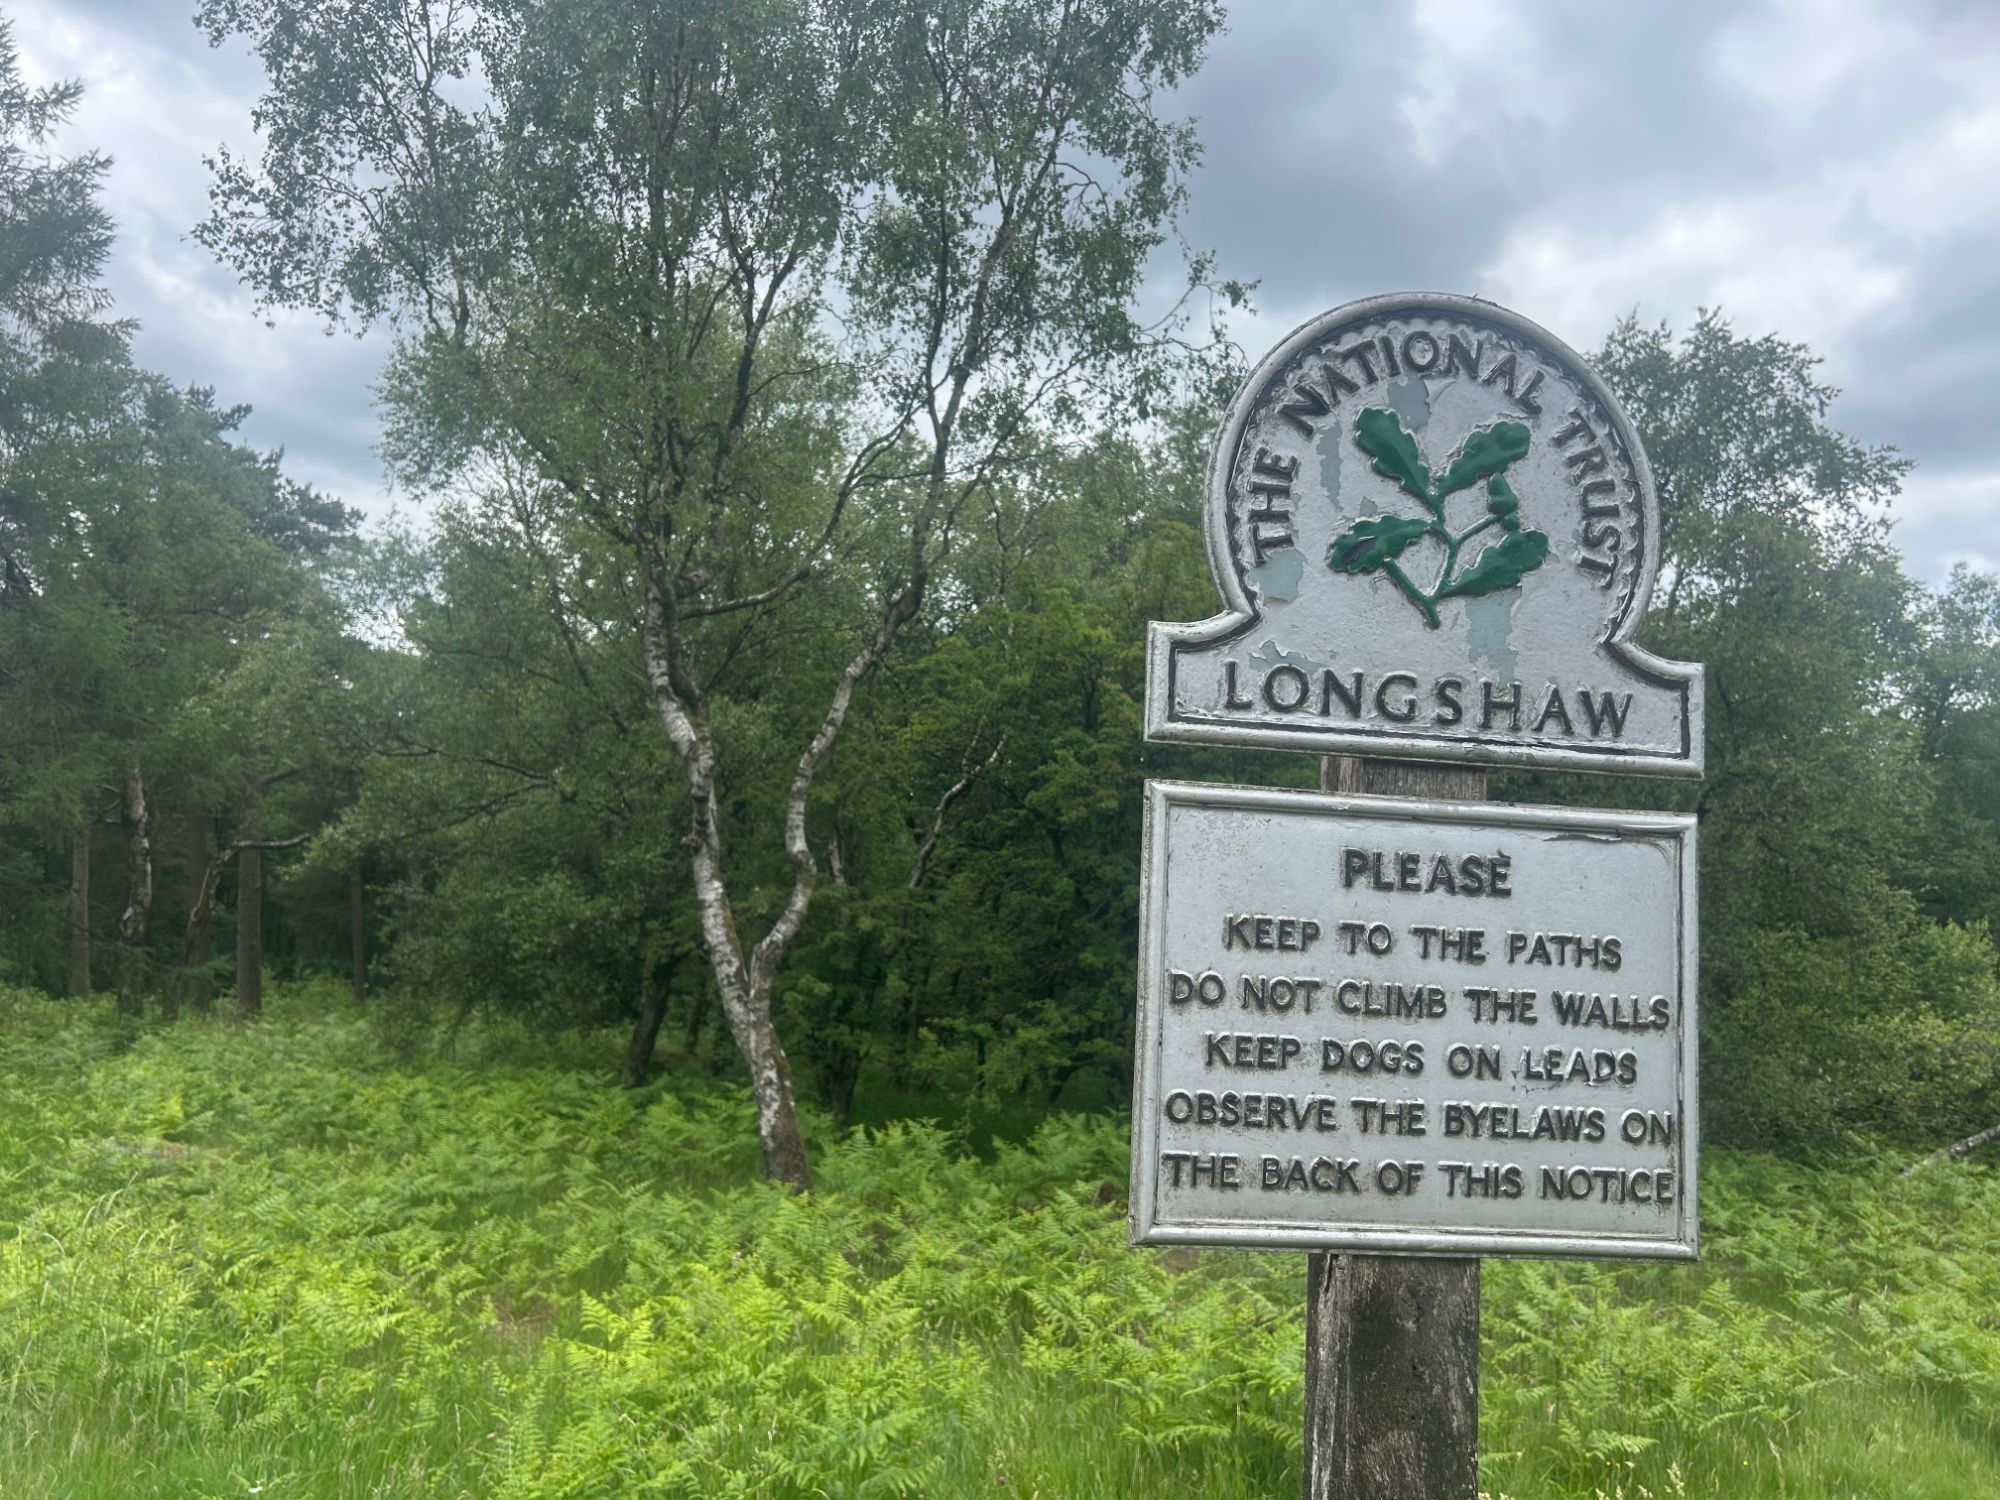 THE NATIONAL TRUST
LONGSHAW
PLEASE
KEEP TO THE PATHS
DO NOT CLIMB THE WALLS
KEEP DOGS ON LEADS
OBSERVE THE BYELAWS ON
THE BACK OF THIS NOTICE